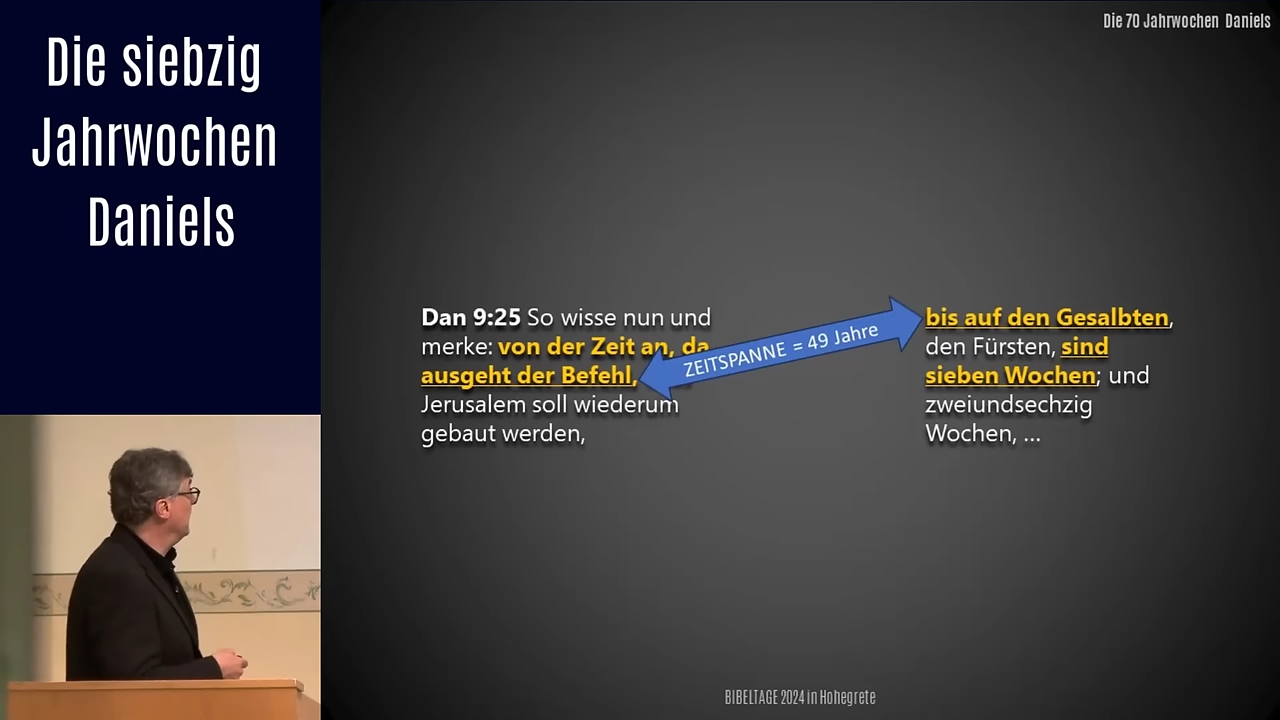 Die siebzig
Jahrwochen
Daniels
Die 70 Jahrwochen Daniels
Dan 9:25 So wisse nun und
merke: von der Zeit an, da
ausgeht der Befehl,
Jerusalem soll wiederum
gebaut werden,
ZEITSPANNE = 49 Jahre
bis auf den Gesalbten,
den Fürsten, sind
sieben Wochen; und
zweiundsechzig
Wochen, ...
BIBELTAGE 2024 in Hohegrete